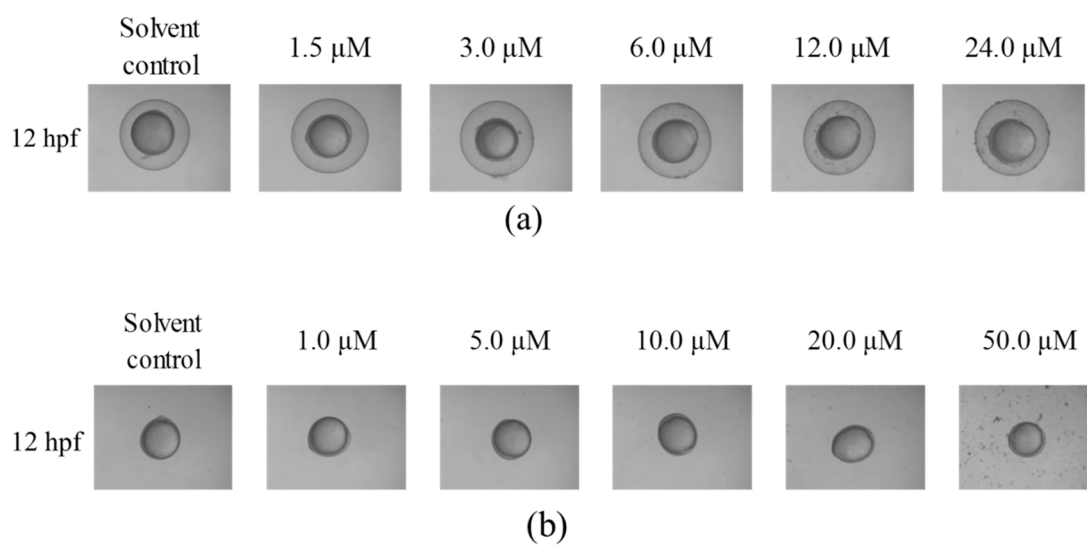 Solvent
control
1.5 μM
3.0 μM
6.0 μM
12.0 μM
24.0 μM
12 hpf
(a)
Solvent
control
1.0 μM
5.0 μM
10.0 μM
20.0 μM
50.0 μM
12 hpf
(b)